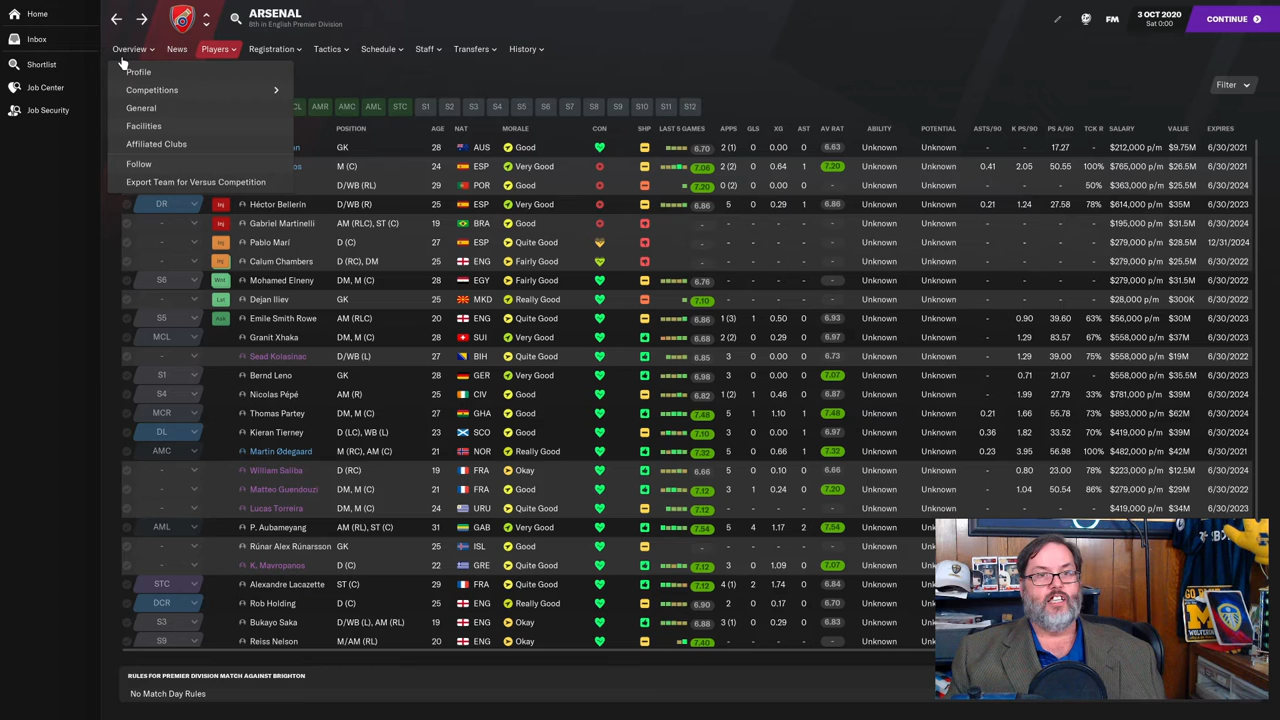 Home
Inbox
Shortlist
Job Center
Job Security
ARSENAL
8th in English Premier Division
FM
3 OCT 2020
Sat 0:00
CONTINUE
Overview News Players Registration Tactics Schedule Staff Transfers History
Profile
Competitions
General
Facilities
Affiliated Clubs
Follow
Export Team for Versus Competition
Filter
CL AMR AMC AML STC S1 S2 S3 S4 S5 S6 S7 S8 S9 S10 S11 S12
POSITION AGE NAT MORALE CON SHP LAST 5 GAMES APPS GLS XG AST AV RAT ABILITY POTENTIAL ASTS/90 K PS/90 PS A/90 TCK R SALARY VALUE EXPIRES
GK 28 AUS Good 6.70 2 (1) - 0.00 0 6.63 Unknown Unknown - - 17.27 - $212,000 p/m $9.75M 6/30/2021
M (C) 24 ESP Very Good 7.06 2 (2) - 0.64 1 7.20 Unknown Unknown 0.41 2.05 50.55 100% $765,000 p/m $26.5M 6/30/2021
D/WB (RL) 29 POR Good 7.20 0 (2) - 0.00 0 - Unknown Unknown - - - 50% $363,000 p/m $25.5M 6/30/2024
DR Inj Héctor Bellerín D/WB (R) 25 ESP Very Good 6.86 5 - 0.29 1 6.86 Unknown Unknown 0.21 1.24 27.58 78% $614,000 p/m $35M 6/30/2023
- Inj Gabriel Martinelli AM (RLC), ST (C) 19 BRA Good - - - - - - Unknown Unknown - - - - $195,000 p/m $31.5M 6/30/2024
- Inj Pablo Marí D (C) 27 ESP Quite Good - - - - - - Unknown Unknown - - - - $279,000 p/m $28.5M 12/31/2024
- Inj Calum Chambers D (RC), DM 25 ENG Fairly Good - - - - - - Unknown Unknown - - - - $279,000 p/m $25.5M 6/30/2022
S6 Wnt Mohamed Elneny DM, M (C) 28 EGY Fairly Good 6.76 - - - - - Unknown Unknown - - - - $279,000 p/m $31.5M 6/30/2022
- Lst Dejan Iliev GK 25 MKD Really Good 7.10 - - - - - Unknown Unknown - - - - $28,000 p/m $300K 6/30/2022
S5 Ask Emile Smith Rowe AM (RLC) 20 ENG Quite Good 6.86 1 (3) 1 0.50 0 6.93 Unknown Unknown - 0.90 39.60 63% $56,000 p/m $30M 6/30/2023
MCL Granit Xhaka DM, M (C) 28 SUI Very Good 6.68 2 (2) - 0.29 0 6.97 Unknown Unknown - 1.29 83.57 67% $558,000 p/m $37M 6/30/2023
- Sead Kolasinac D/WB (L) 27 BIH Quite Good 6.85 3 - 0.00 0 6.73 Unknown Unknown - 1.29 39.00 75% $558,000 p/m $19M 6/30/2022
S1 Bernd Leno GK 28 GER Very Good 6.98 3 - 0.00 0 7.07 Unknown Unknown - 0.71 21.07 - $558,000 p/m $35.5M 6/30/2023
S4 Nicolas Pépé AM (R) 25 CIV Good 6.82 1 (2) 1 0.46 0 6.87 Unknown Unknown - 1.99 27.79 33% $781,000 p/m $39M 6/30/2024
MCR Thomas Partey DM, M (C) 27 GHA Good 7.48 5 1 1.10 1 7.48 Unknown Unknown 0.21 1.66 55.78 73% $893,000 p/m $62M 6/30/2023
DL Kieran Tierney D (LC), WB (L) 23 SCO Good 7.10 3 - 0.00 1 6.97 Unknown Unknown 0.36 1.82 33.52 70% $419,000 p/m $39M 6/30/2024
AMC Martin Ødegaard M (RC), AM (C) 21 NOR Really Good 7.32 5 - 0.66 1 7.32 Unknown Unknown 0.23 3.95 56.98 100% $482,000 p/m $42M 6/30/2021
- William Saliba D (RC) 19 FRA Okay 6.66 5 - 0.10 0 6.66 Unknown Unknown - 0.80 23.00 78% $223,000 p/m $12.5M 6/30/2024
- Matteo Guendouzi DM, M (C) 21 FRA Good 7.12 3 1 0.24 0 7.20 Unknown Unknown - 1.04 50.54 86% $279,000 p/m $29M 6/30/2022
- Lucas Torreira DM, M (C) 24 URU Quite Good 7.12 - - - - - Unknown Unknown - - - - $419,000 p/m $34M 6/30/2023
AML P. Aubameyang AM (RL), ST (C) 31 GAB Very Good 7.54 5 4 1.17 2 7.54 Unknown
- Rúnar Alex Rúnarsson GK 25 ISL Good - - - - - - Unknown
- K. Mavropanos D (C) 22 GRE Quite Good 7.12 3 - 1.09 0 7.07 Unknown
STC Alexandre Lacazette ST (C) 29 FRA Very Good 7.12 4 (1) 2 1.74 0 6.84 Unknown
DCR Rob Holding D (C) 25 ENG Really Good 6.90 2 - 0.17 0 6.70 Unknown
S3 Bukayo Saka D/WB (L), AM (RL) 19 ENG Okay 6.88 3 (1) - 0.29 0 6.83 Unknown
S9 Reiss Nelson M/AM (RL) 20 ENG Okay 7.40 - - - - - Unknown
RULES FOR PREMIER DIVISION MATCH AGAINST BRIGHTON
No Match Day Rules